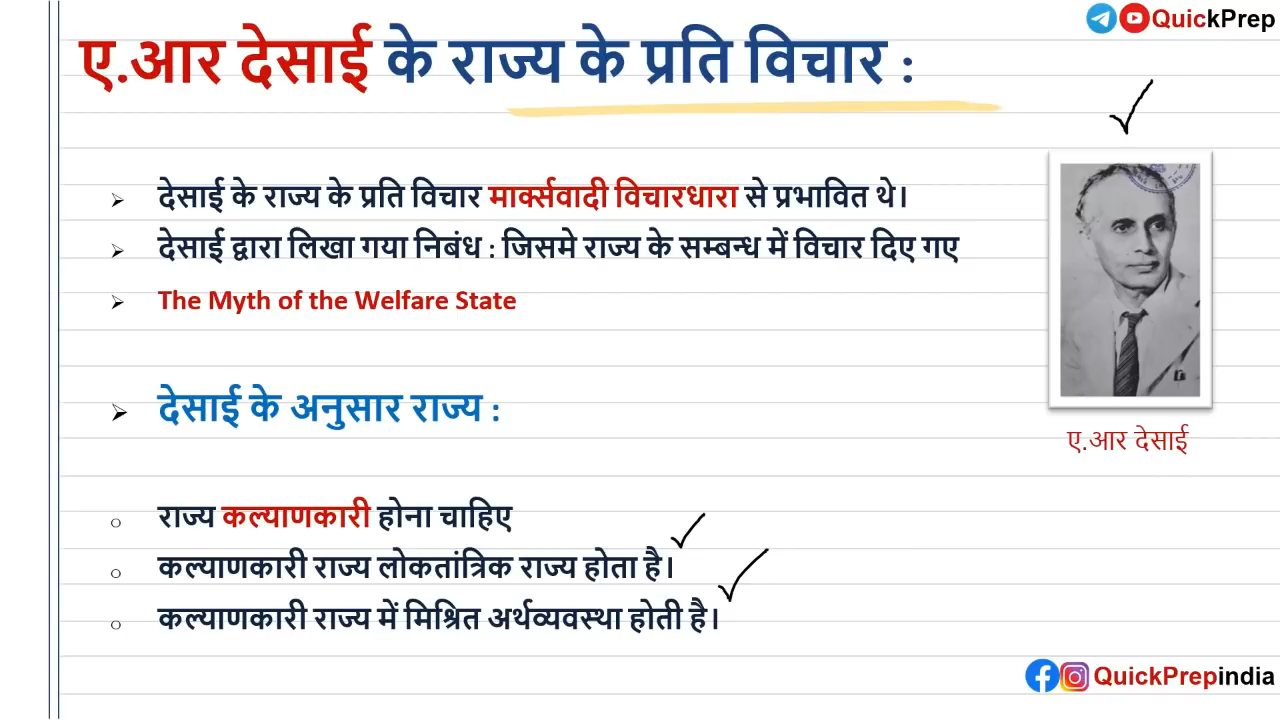 QuickPrep
ए.आर देसाई के राज्य के प्रति विचार :
देसाई के राज्य के प्रति विचार मार्क्सवादी विचारधारा से प्रभावित थे।
देसाई द्वारा लिखा गया निबंध : जिसमे राज्य के सम्बन्ध में विचार दिए गए
The Myth of the Welfare State
देसाई के अनुसार राज्य :
ए.आर देसाई
राज्य कल्याणकारी होना चाहिए
कल्याणकारी राज्य लोकतांत्रिक राज्य होता है।
कल्याणकारी राज्य में मिश्रित अर्थव्यवस्था होती है।
QuickPrepindia